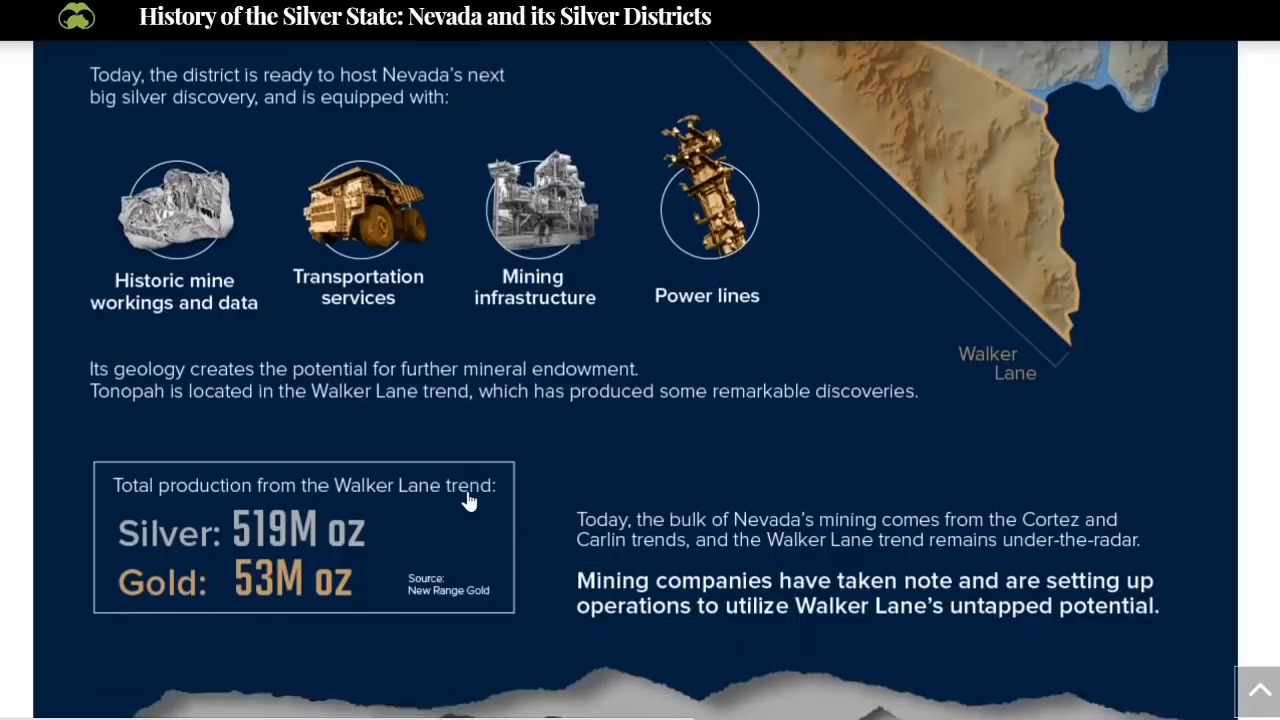 History of the Silver State: Nevada and its Silver Districts
Today, the district is ready to host Nevada's next
big silver discovery, and is equipped with:
Historic mine
workings and data
Transportation
services
Mining
infrastructure
Power lines
Walker
Lane
Its geology creates the potential for further mineral endowment.
Tonopah is located in the Walker Lane trend, which has produced some remarkable discoveries.
Total production from the Walker Lane trend:
Silver: 519M oz
Gold: 53M oz
Source:
New Range Gold
Today, the bulk of Nevada's mining comes from the Cortez and
Carlin trends, and the Walker Lane trend remains under-the-radar.
Mining companies have taken note and are setting up
operations to utilize Walker Lane's untapped potential.